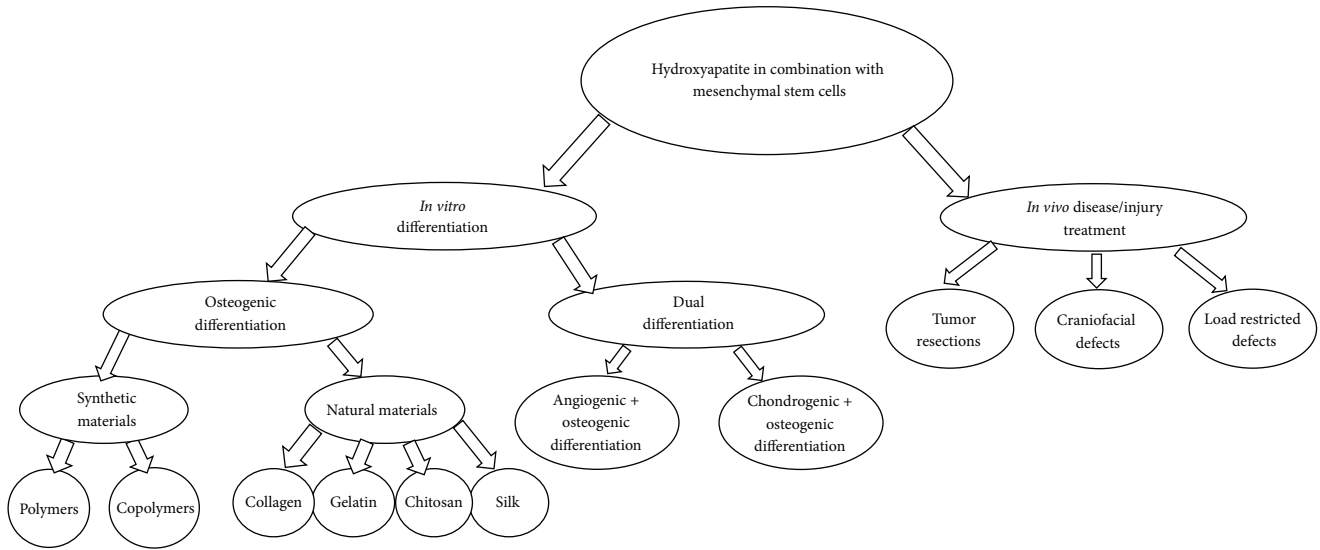 Hydroxyapatite in combination with
mesenchymal stem cells
In vitro
differentiation
In vivo disease/injury
treatment
Osteogenic
differentiation
Dual
differentiation
Tumor
resections
Craniofacial
defects
Load restricted
defects
Synthetic
materials
Natural materials
Angiogenic +
osteogenic
differentiation
Chondrogenic +
osteogenic
differentiation
Polymers
Copolymers
Collagen
Gelatin
Chitosan
Silk